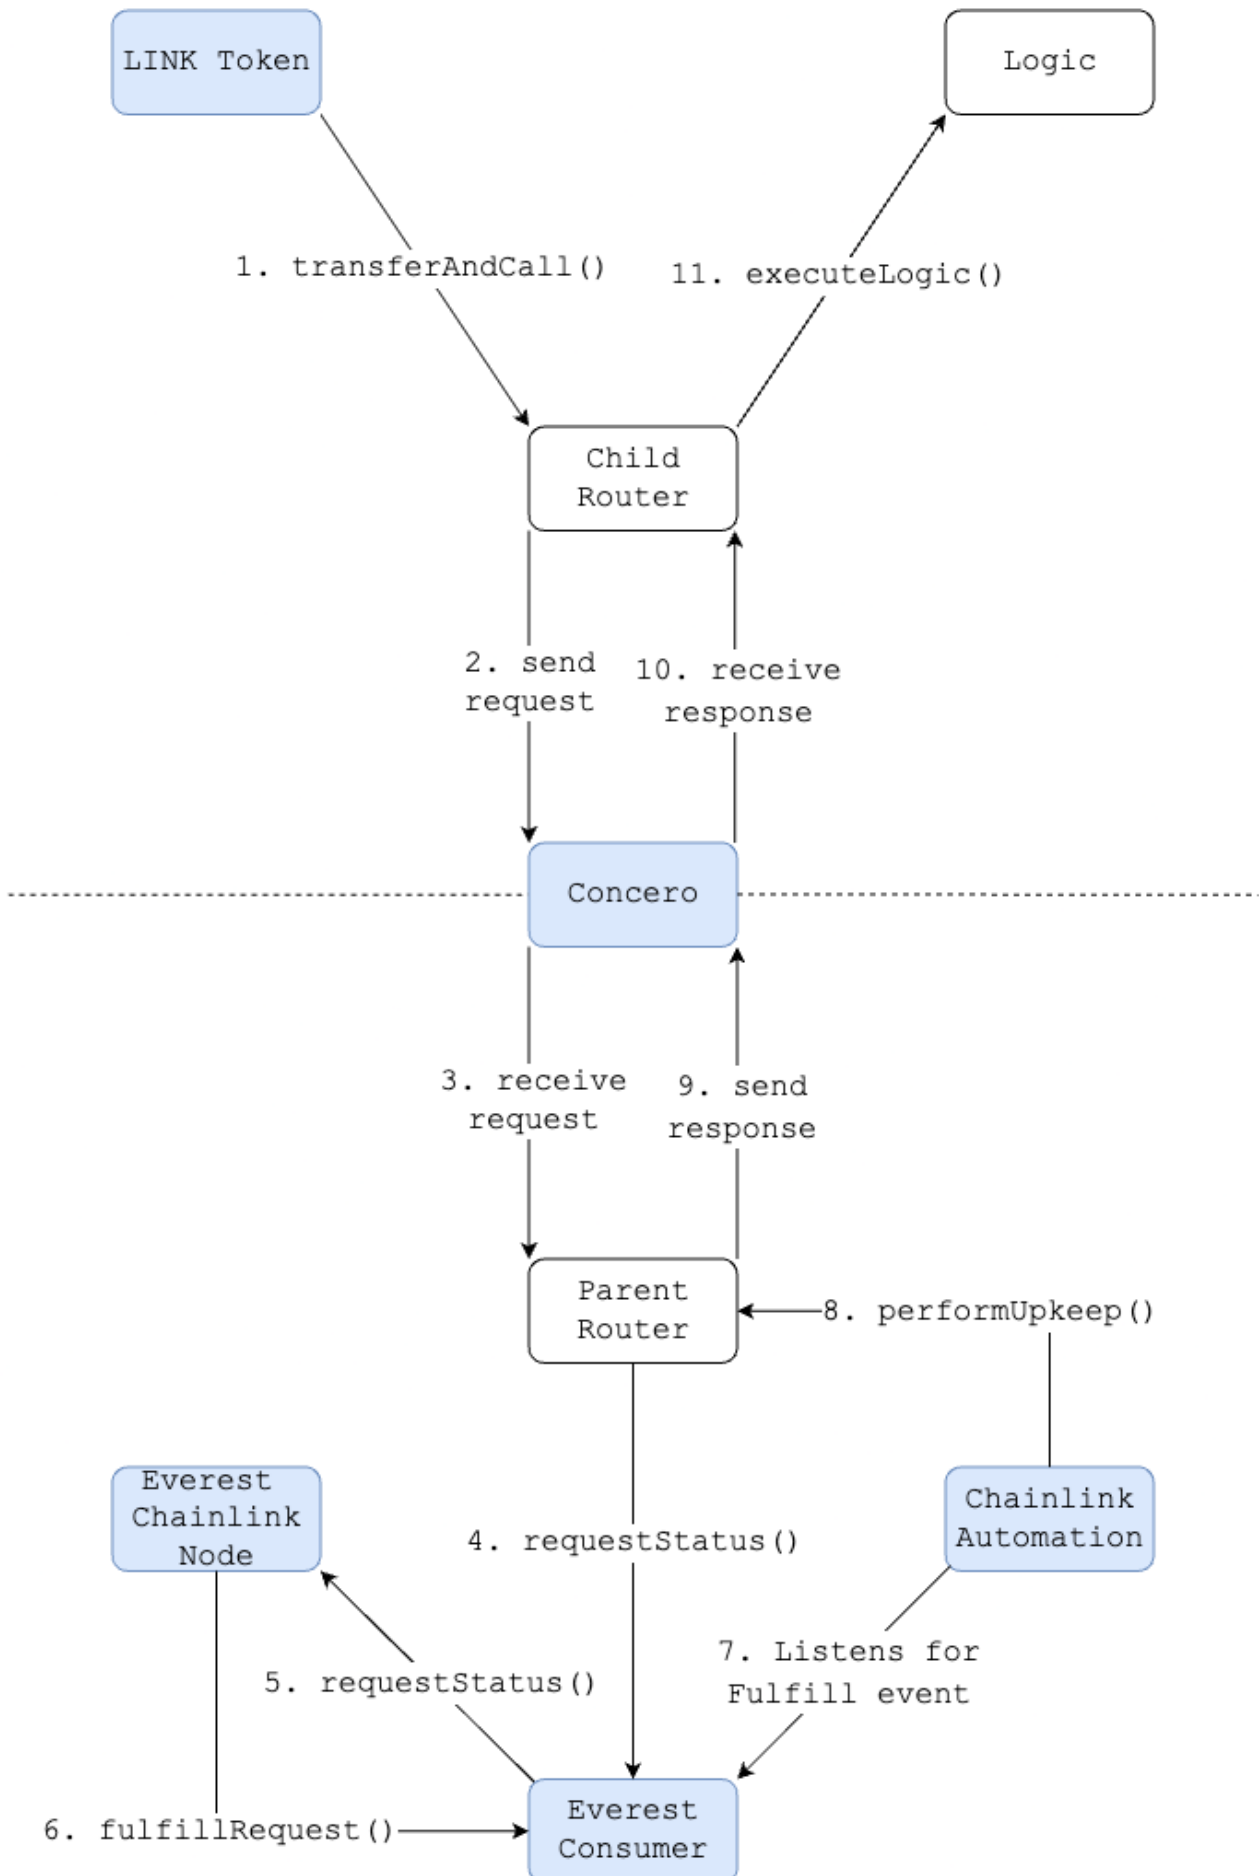 LINK Token
Logic
1. transferAndCall()
11. executeLogic()
Child
Router
2. send
request
10. receive
response
Concero
3. receive
request
9. send
response
Parent
Router
8. performUpkeep()
Everest
Chainlink
Node
4. requestStatus()
Chainlink
Automation
5. requestStatus()
7. Listens for
Fulfill event
6. fulfillRequest()
Everest
Consumer